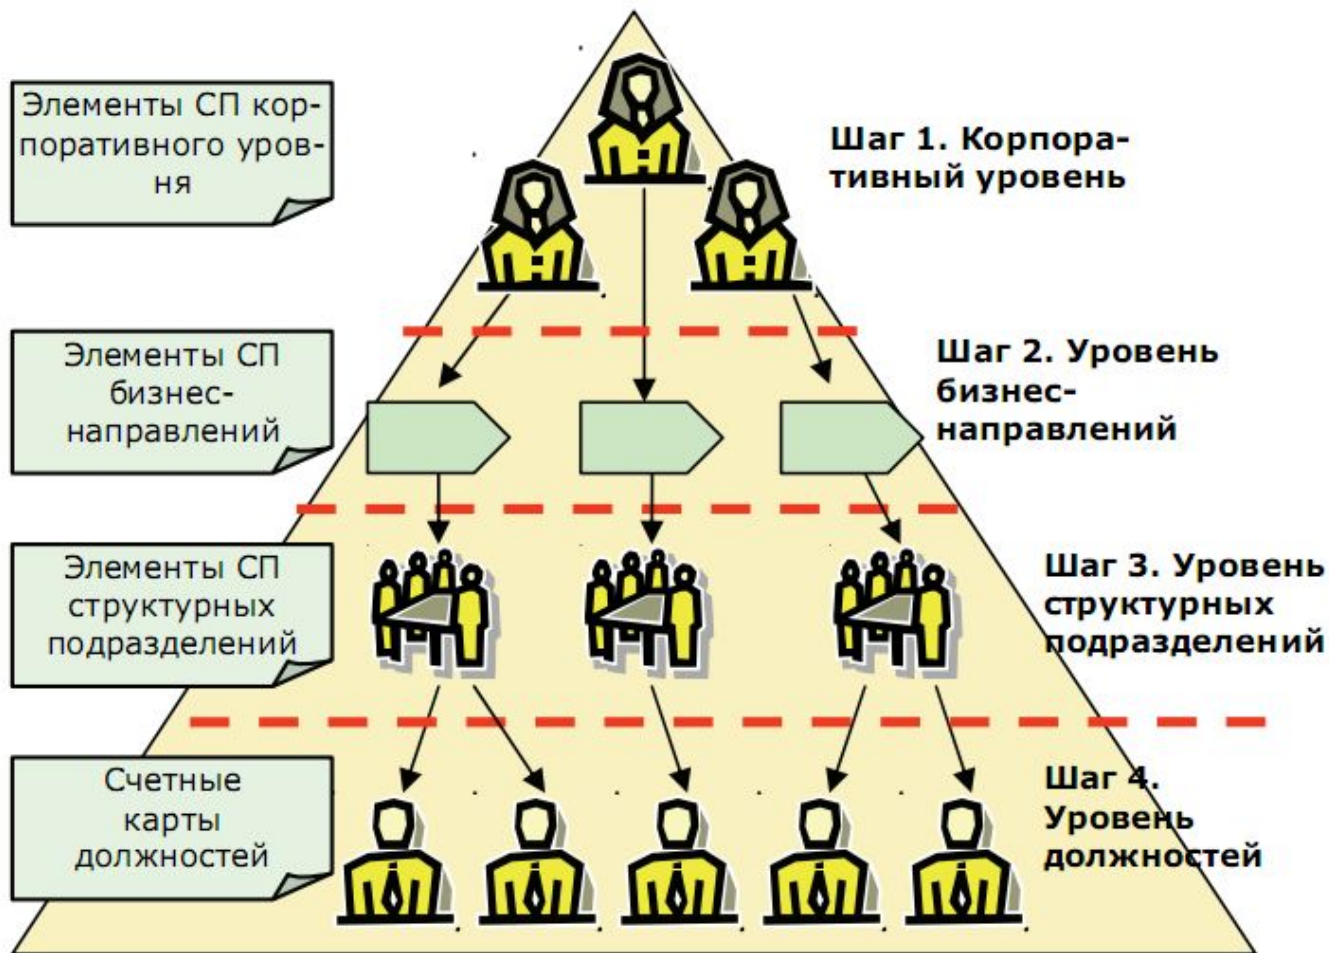 Элементы СП кор-
поративного уров-
ня
Шаг 1. Корпора-
тивный уровень
Элементы СП
бизнес-
направлений
Шаг 2. Уровень
бизнес-
направлений
Элементы СП
структурных
подразделений
Шаг 3. Уровень
структурных
подразделений
Счетные
карты
должностей
Шаг 4.
Уровень
должностей